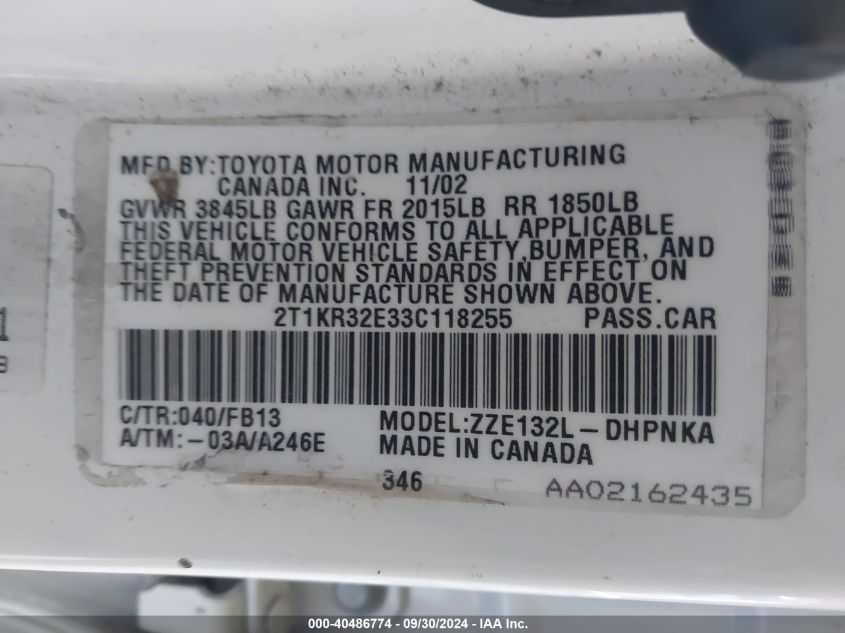 MFD BY:TOYOTA MOTOR MANUFACTURING
CANADA INC. 11/02
GVWR 3845LB GAWR FR 2015LB RR 1850LB
THIS VEHICLE CONFORMS TO ALL APPLICABLE
FEDERAL MOTOR VEHICLE SAFETY,BUMPER, AND
THEFT PREVENTION STANDARDS IN EFFECT ON
THE DATE OF MANUFACTURE SHOWN ABOVE.
2T1KR32E33C118255 PASS.CAR
C/TR:040/FB13 MODEL:ZZE132L-DHPNKA
A/TM:-03A/A246E MADE IN CANADA
346 AA02162435
000-40486774 - 09/30/2024 - IAA Inc.